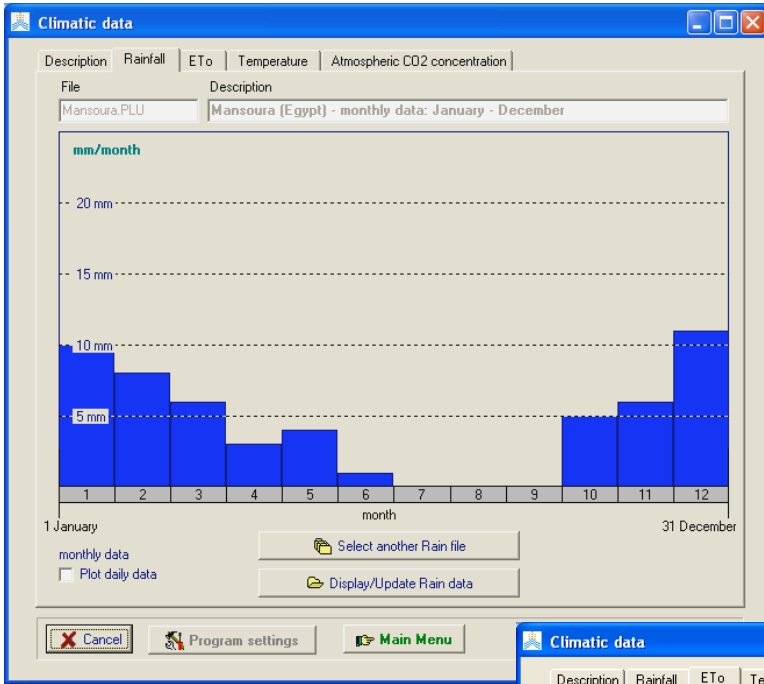 Climatic data
Description Rainfall ETo Temperature Atmospheric CO2 concentration
File Description
Mansoura.PLU Mansoura (Egypt) - monthly data: January - December
mm/month
20 mm
15 mm
10 mm
5 mm
1 2 3 4 5 6 7 8 9 10 11 12
month
1 January 31 December
monthly data
Plot daily data
Select another Rain file
Display/Update Rain data
Cancel Program settings Main Menu
Climatic data
Description Rainfall ETo Te